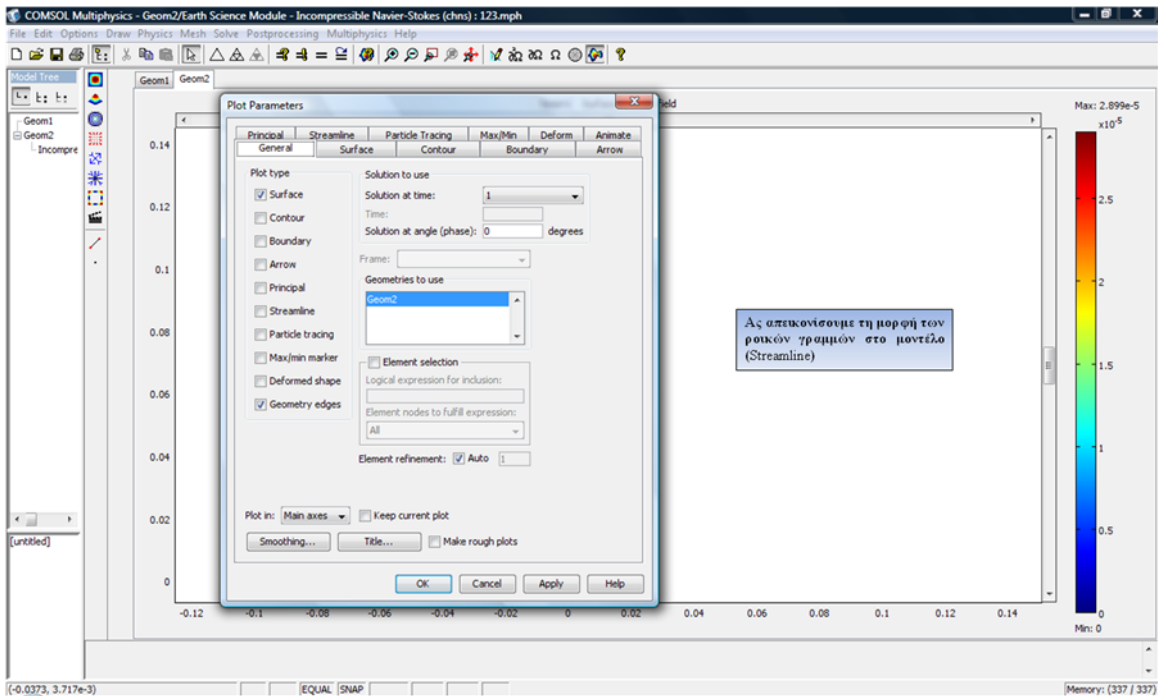 COMSOL Multiphysics - Geom2/Earth Science Module - Incompressible Navier-Stokes (chns) : 123.mph
File Edit Options Draw Physics Mesh Solve Postprocessing Multiphysics Help
Model Tree
Geom1
Geom2
Incompre
[untitled]
Geom1 Geom2
field
Max: 2.899e-5
x10-5
2.5
2
1.5
1
0.5
0
Min: 0
0.14
0.12
0.1
0.08
0.06
0.04
0.02
0
-0.12 -0.1 -0.08 -0.06 -0.04 -0.02 0 0.02 0.04 0.06 0.08 0.1 0.12 0.14
Plot Parameters
Principal Streamline Particle Tracing Max/Min Deform Animate
General Surface Contour Boundary Arrow
Plot type
Surface
Contour
Boundary
Arrow
Principal
Streamline
Particle tracing
Max/min marker
Deformed shape
Geometry edges
Solution to use
Solution at time: 1
Time:
Solution at angle (phase): 0 degrees
Frame:
Geometries to use
Geom2
Element selection
Logical expression for inclusion:
Element nodes to fulfill expression:
All
Element refinement: Auto 1
Plot in: Main axes Keep current plot
Smoothing... Title... Make rough plots
OK Cancel Apply Help
Ας απεικονίσουμε τη μορφή των
ροικών γραμμών στο μοντέλο
(Streamline)
(-0.0373, 3.717e-3)
EQUAL SNAP
Memory: (337 / 337)